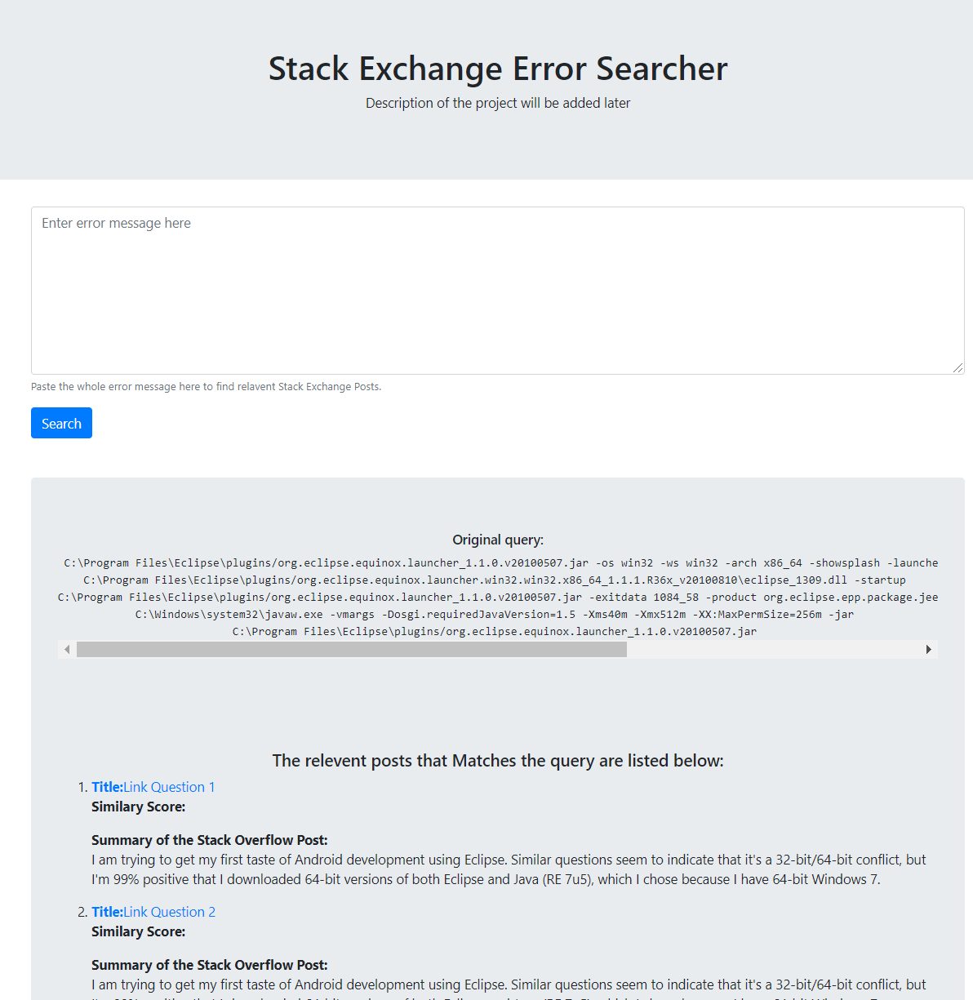 Stack Exchange Error Searcher
Description of the project will be added later
Enter error message here
Paste the whole error message here to find relavent Stack Exchange Posts.
Search
Original query:
C:\Program Files\Eclipse\plugins/org.eclipse.equinox.launcher_1.1.0.v20100507.jar -os win32 -ws win32 -arch x86_64 -showsplash -launche
C:\Program Files\Eclipse\plugins/org.eclipse.equinox.launcher.win32.win32.x86_64_1.1.1.R36x_v20100810\eclipse_1309.dll -startup
C:\Program Files\Eclipse\plugins/org.eclipse.equinox.launcher_1.1.0.v20100507.jar -exitdata 1084_58 -product org.eclipse.epp.package.jee
C:\Windows\system32\javaw.exe -vmargs -Dosgi.requiredJavaVersion=1.5 -Xms40m -Xmx512m -XX:MaxPermSize=256m -jar
C:\Program Files\Eclipse\plugins/org.eclipse.equinox.launcher_1.1.0.v20100507.jar
The relevent posts that Matches the query are listed below:
1. Title:Link Question 1
Similary Score:
Summary of the Stack Overflow Post:
I am trying to get my first taste of Android development using Eclipse. Similar questions seem to indicate that it's a 32-bit/64-bit conflict, but
I'm 99% positive that I downloaded 64-bit versions of both Eclipse and Java (RE 7u5), which I chose because I have 64-bit Windows 7.
2. Title:Link Question 2
Similary Score:
Summary of the Stack Overflow Post:
I am trying to get my first taste of Android development using Eclipse. Similar questions seem to indicate that it's a 32-bit/64-bit conflict, but